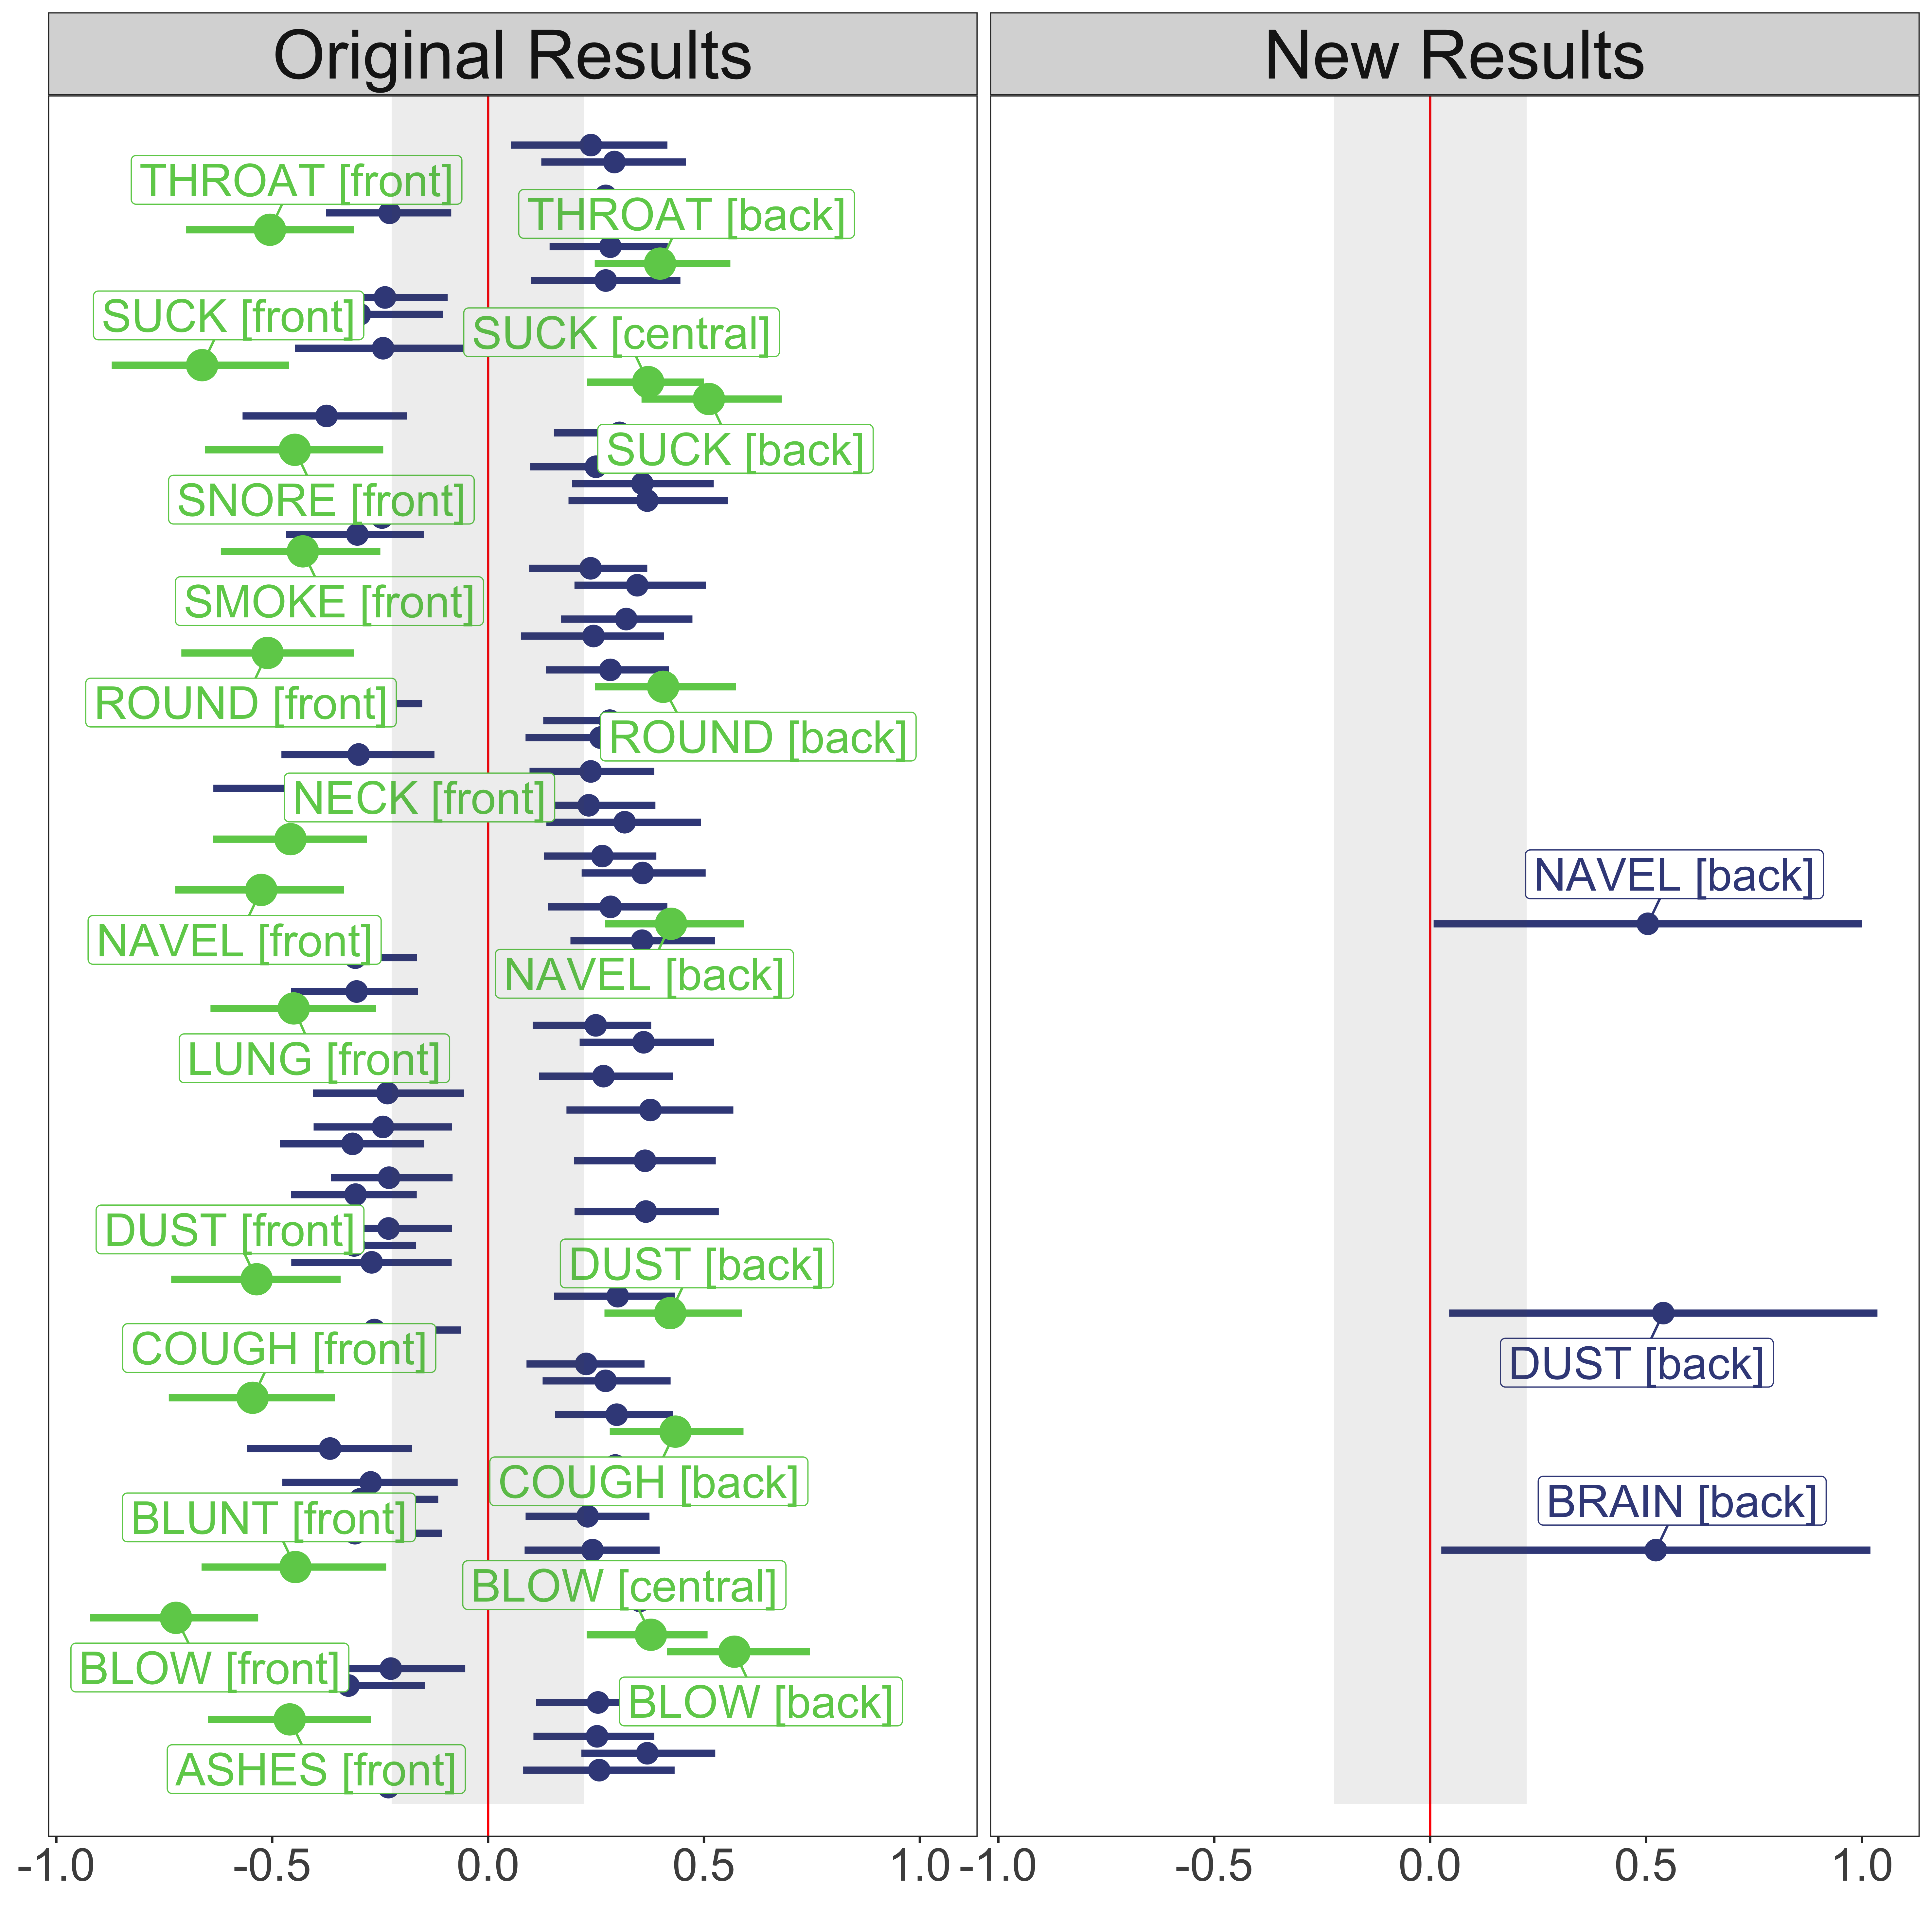 Original Results
New Results
THROAT [front]
THROAT [back]
SUCK [front]
SUCK [central]
SUCK [back]
SNORE [front]
SMOKE [front]
ROUND [front]
ROUND [back]
NECK [front]
NAVEL [front]
NAVEL [back]
LUNG [front]
DUST [front]
DUST [back]
COUGH [front]
COUGH [back]
BLUNT [front]
BLOW [central]
BLOW [front]
BLOW [back]
ASHES [front]
NAVEL [back]
DUST [back]
BRAIN [back]
-1.0 -0.5 0.0 0.5 1.0
-1.0 -0.5 0.0 0.5 1.0